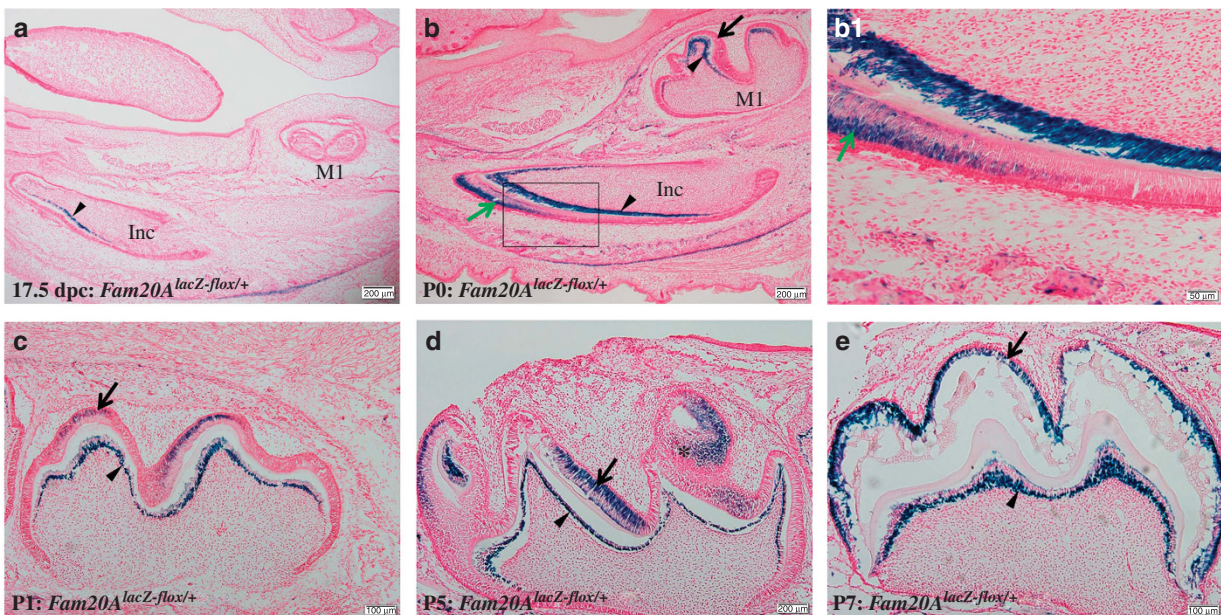 a
M1
Inc
17.5 dpc: Fam20A lacZ-flox/+
200 μm
b
M1
Inc
P0: Fam20A lacZ-flox/+
200 μm
b1
50 μm
c
P1: Fam20A lacZ-flox/+
100 μm
d
*
P5: Fam20A lacZ-flox/+
200 μm
e
P7: Fam20A lacZ-flox/+
100 μm